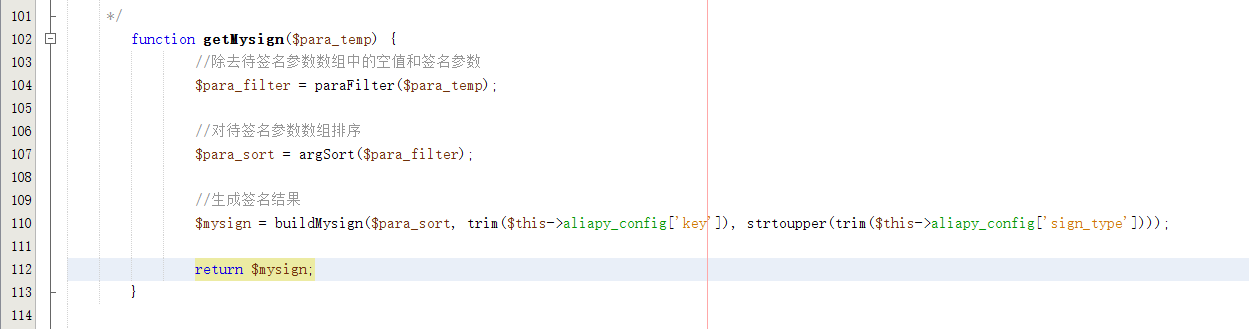 101 */
102 function getMysign($para_temp) {
103 //除去待签名参数数组中的空值和签名参数
104 $para_filter = paraFilter($para_temp);
105
106 //对待签名参数数组排序
107 $para_sort = argSort($para_filter);
108
109 //生成签名结果
110 $mysign = buildMysign($para_sort, trim($this->aliapy_config['key']), strtoupper(trim($this->aliapy_config['sign_type'])));
111
112 return $mysign;
113 }
114